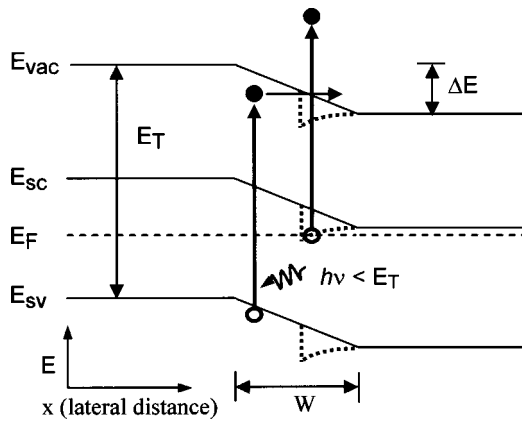 E_vac
ΔE
E_T
E_sc
E_F
hν < E_T
E_sv
E
x (lateral distance)
W